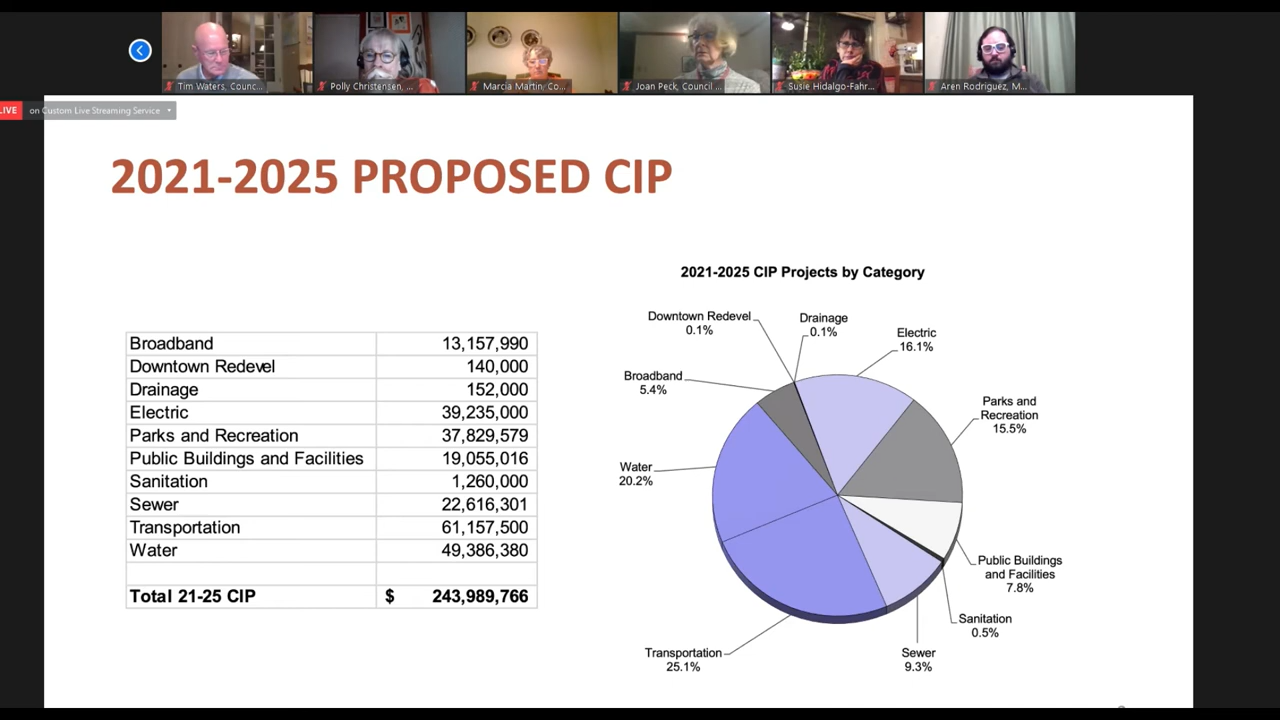 Tim Waters, Counc...
Polly Christensen, ...
Marcia Martin, Co...
Joan Peck, Council ...
Susie Hidalgo-Fahr...
Aren Rodriguez, M...
LIVE
on Custom Live Streaming Service
2021-2025 PROPOSED CIP
Broadband 13,157,990
Downtown Redevel 140,000
Drainage 152,000
Electric 39,235,000
Parks and Recreation 37,829,579
Public Buildings and Facilities 19,055,016
Sanitation 1,260,000
Sewer 22,616,301
Transportation 61,157,500
Water 49,386,380
Total 21-25 CIP $ 243,989,766
2021-2025 CIP Projects by Category
Downtown Redevel
0.1%
Drainage
0.1%
Electric
16.1%
Broadband
5.4%
Parks and
Recreation
15.5%
Water
20.2%
Public Buildings
and Facilities
7.8%
Sanitation
0.5%
Transportation
25.1%
Sewer
9.3%